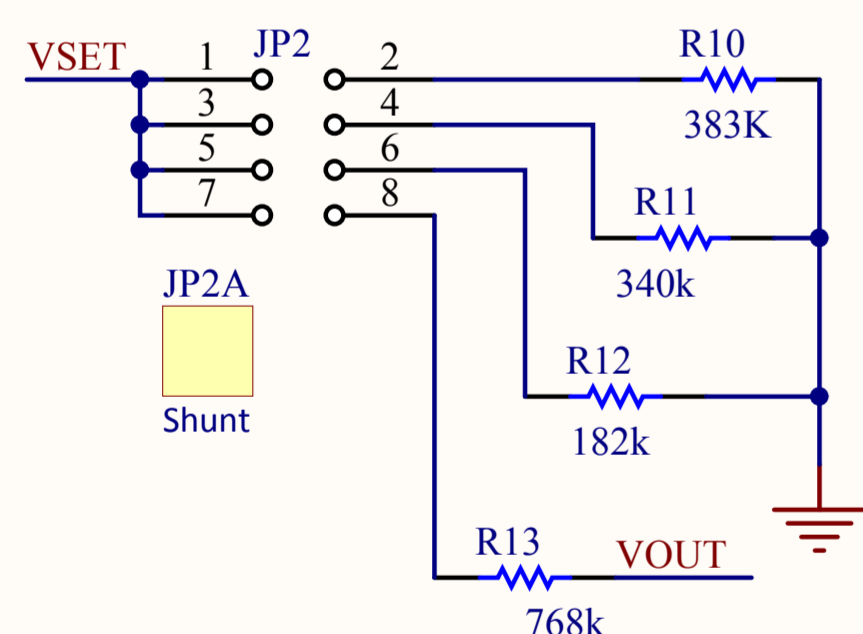 VSET
1
JP2
2
R10
3
4
383K
5
6
7
8
R11
JP2A
340k
Shunt
R12
182k
R13
VOUT
768k